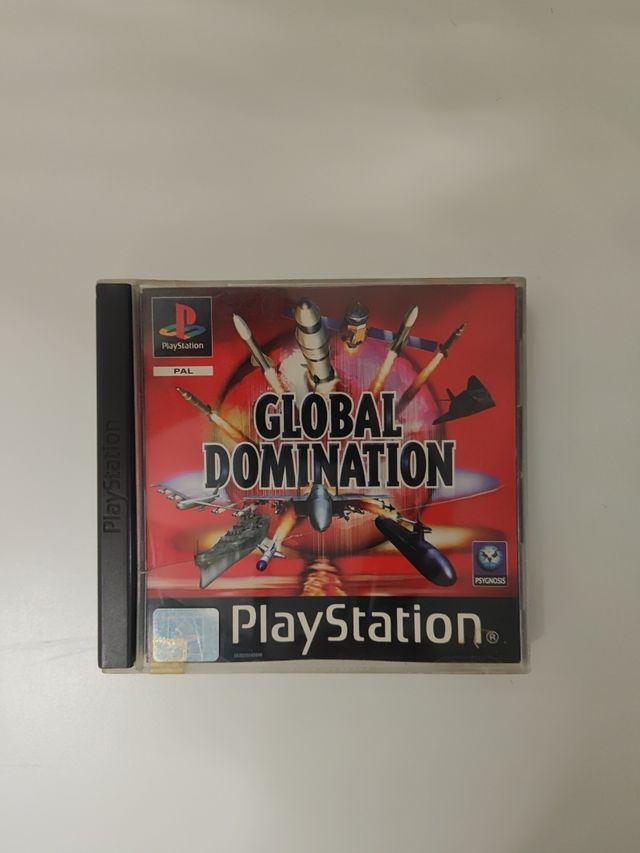 PlayStation
PlayStation
PAL
GLOBAL
DOMINATION
PSYGNOSIS
PlayStation®